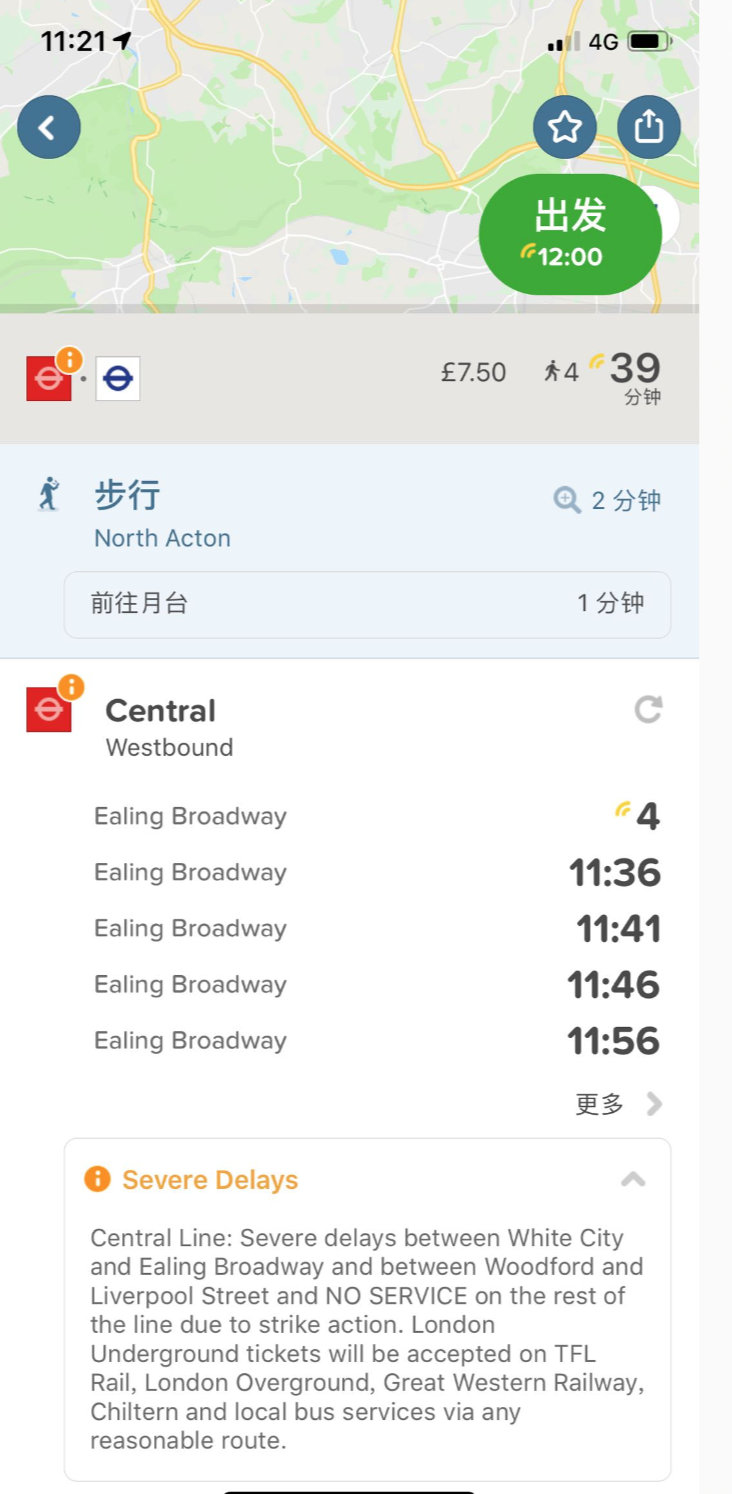 11:21
4G
出发
12:00
£7.50 4 39
分钟
步行 2 分钟
North Acton
前往月台 1 分钟
Central
Westbound
Ealing Broadway 4
Ealing Broadway 11:36
Ealing Broadway 11:41
Ealing Broadway 11:46
Ealing Broadway 11:56
更多
Severe Delays
Central Line: Severe delays between White City
and Ealing Broadway and between Woodford and
Liverpool Street and NO SERVICE on the rest of
the line due to strike action. London
Underground tickets will be accepted on TFL
Rail, London Overground, Great Western Railway,
Chiltern and local bus services via any
reasonable route.